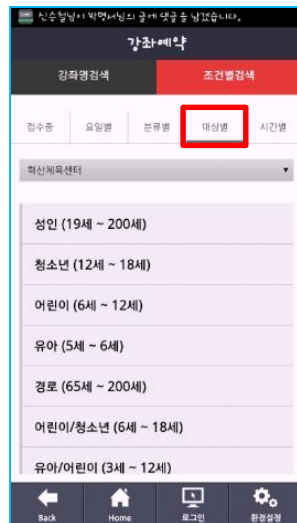 신승철님이 박명서님의 글에 댓글을 남겼습니다.
강좌예약
강좌명검색 조건별검색
접수중 요일별 분류별 대상별 시간별
혁산체육센터
성인 (19세 ~ 200세)
청소년 (12세 ~ 18세)
어린이 (6세 ~ 12세)
유아 (5세 ~ 6세)
경로 (65세 ~ 200세)
어린이/청소년 (6세 ~ 18세)
유아/어린이 (3세 ~ 12세)
Back Home 로그인 환경설정